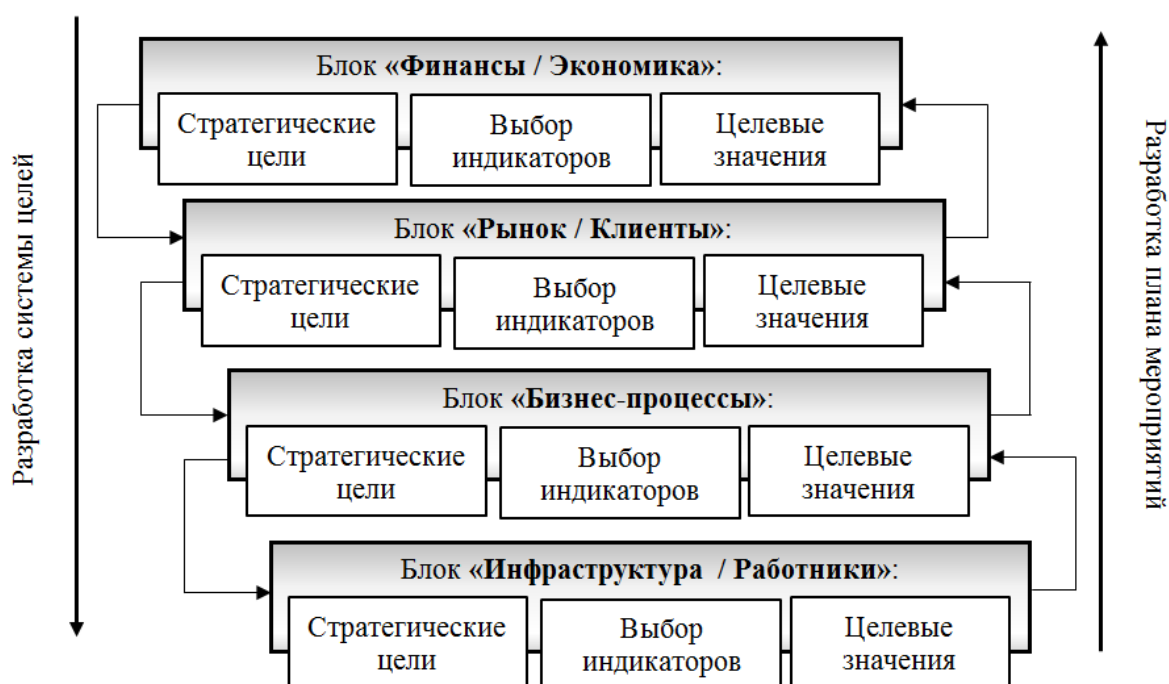 Разработка системы целей
Блок «Финансы / Экономика»:
Стратегические
цели
Выбор
индикаторов
Целевые
значения
Блок «Рынок / Клиенты»:
Стратегические
цели
Выбор
индикаторов
Целевые
значения
Блок «Бизнес-процессы»:
Стратегические
цели
Выбор
индикаторов
Целевые
значения
Блок «Инфраструктура / Работники»:
Стратегические
цели
Выбор
индикаторов
Целевые
значения
Разработка плана мероприятий